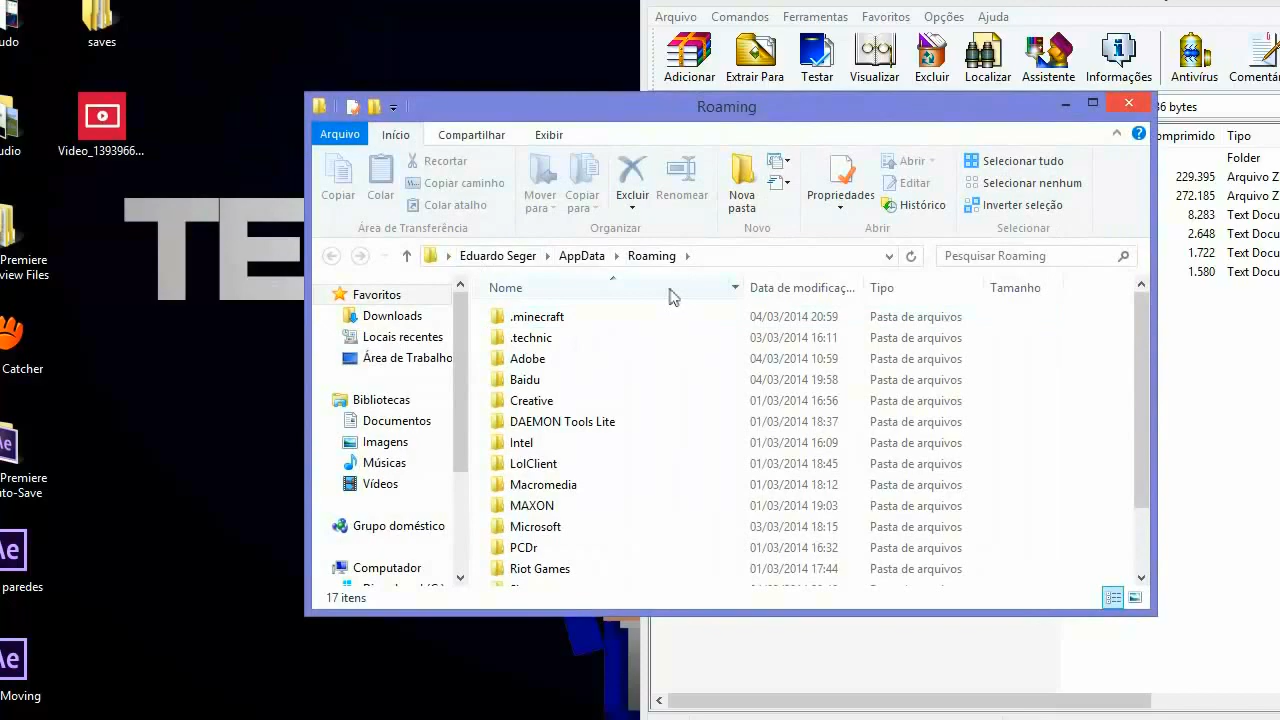 udo
saves
Video_1393966...
udio
Premiere
view Files
Catcher
Premiere
uto-Save
Ae
paredes
Ae
Moving
TE
Arquivo Comandos Ferramentas Favoritos Opções Ajuda
Adicionar Extrair Para Testar Visualizar Excluir Localizar Assistente Informações Antivírus Comentá
36 bytes
omprimido Tipo
Folder
229.395 Arquivo Z
272.185 Arquivo Z
8.283 Text Docu
2.648 Text Docu
1.722 Text Docu
1.580 Text Docu
Roaming
Arquivo Início Compartilhar Exibir
Copiar
Colar
Recortar
Copiar caminho
Colar atalho
Área de Transferência
Mover para
Copiar para
Excluir
Renomear
Organizar
Nova pasta
Novo
Propriedades
Abrir
Editar
Histórico
Abrir
Selecionar tudo
Selecionar nenhum
Inverter seleção
Selecionar
Eduardo Seger AppData Roaming
Pesquisar Roaming
Favoritos
Downloads
Locais recentes
Área de Trabalho
Bibliotecas
Documentos
Imagens
Músicas
Vídeos
Grupo doméstico
Computador
Nome Data de modificaç... Tipo Tamanho
.minecraft 04/03/2014 20:59 Pasta de arquivos
.technic 03/03/2014 16:11 Pasta de arquivos
Adobe 04/03/2014 10:59 Pasta de arquivos
Baidu 04/03/2014 19:58 Pasta de arquivos
Creative 01/03/2014 16:56 Pasta de arquivos
DAEMON Tools Lite 01/03/2014 18:37 Pasta de arquivos
Intel 01/03/2014 16:09 Pasta de arquivos
LolClient 01/03/2014 18:45 Pasta de arquivos
Macromedia 01/03/2014 18:12 Pasta de arquivos
MAXON 01/03/2014 19:03 Pasta de arquivos
Microsoft 03/03/2014 18:15 Pasta de arquivos
PCDr 01/03/2014 16:32 Pasta de arquivos
Riot Games 01/03/2014 17:44 Pasta de arquivos
17 itens